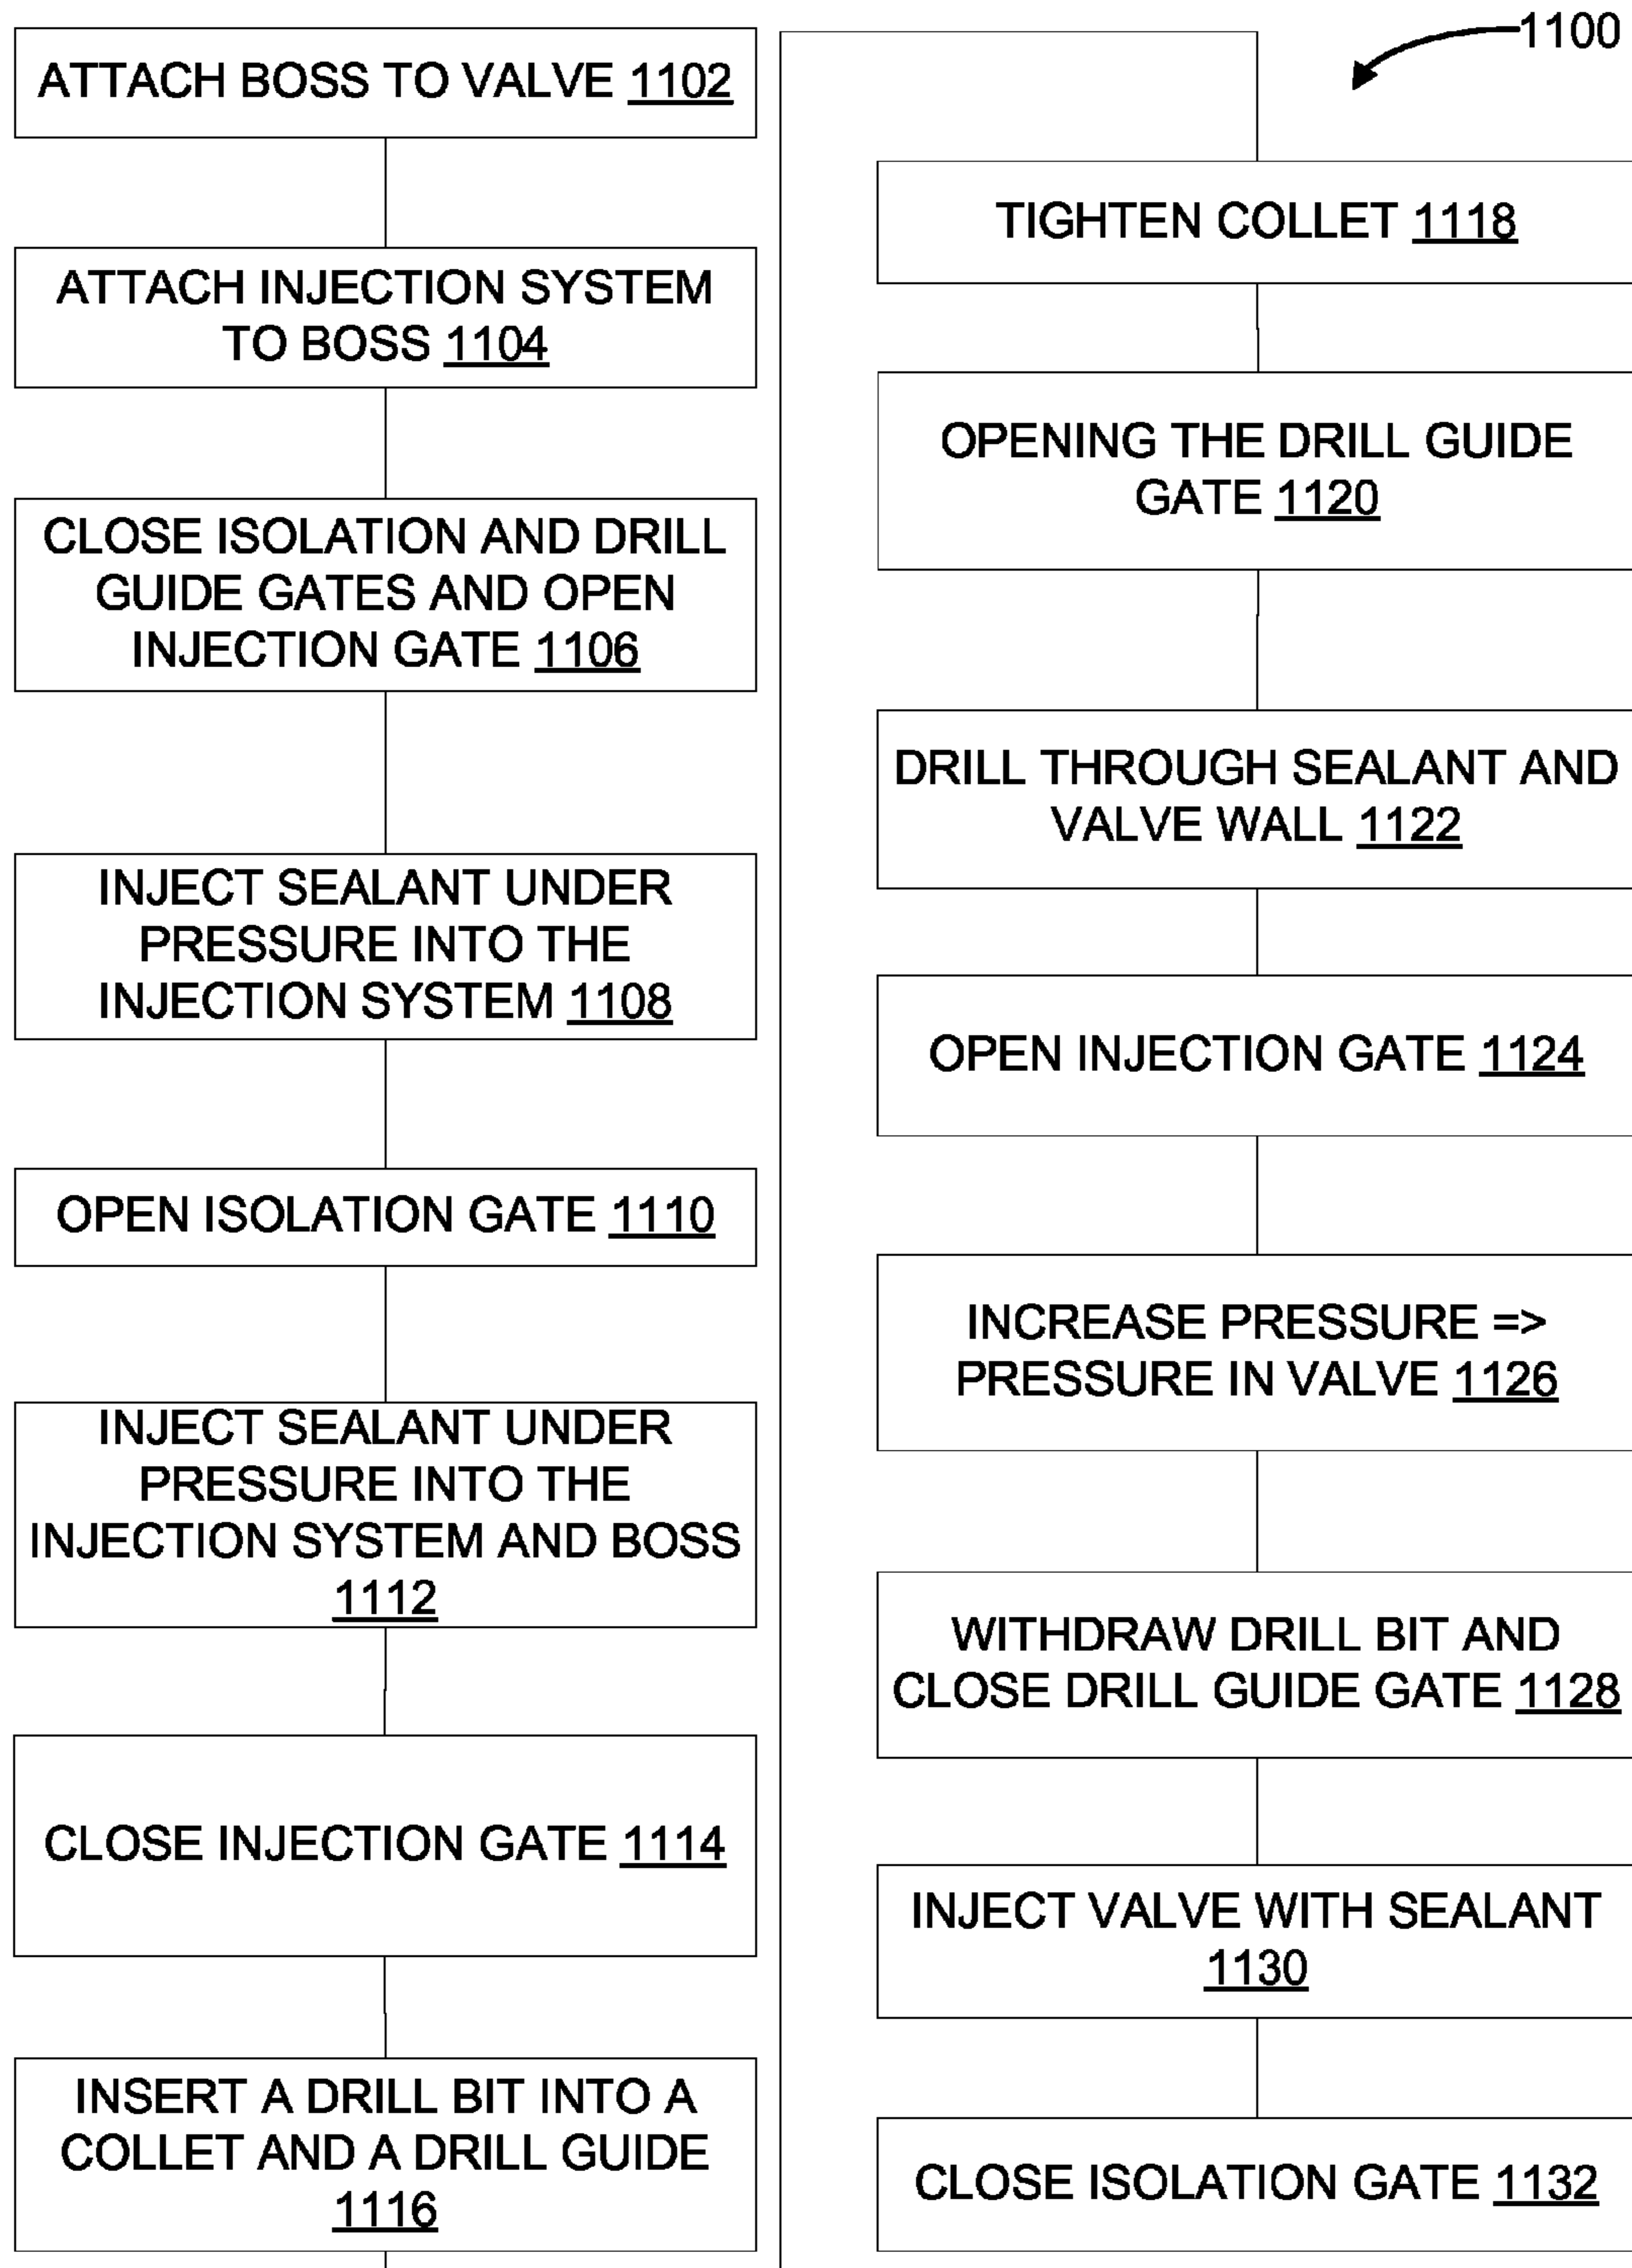 ATTACH BOSS TO VALVE 1102
ATTACH INJECTION SYSTEM
TO BOSS 1104
CLOSE ISOLATION AND DRILL
GUIDE GATES AND OPEN
INJECTION GATE 1106
INJECT SEALANT UNDER
PRESSURE INTO THE
INJECTION SYSTEM 1108
OPEN ISOLATION GATE 1110
INJECT SEALANT UNDER
PRESSURE INTO THE
INJECTION SYSTEM AND BOSS
1112
CLOSE INJECTION GATE 1114
INSERT A DRILL BIT INTO A
COLLET AND A DRILL GUIDE
1116
1100
TIGHTEN COLLET 1118
OPENING THE DRILL GUIDE
GATE 1120
DRILL THROUGH SEALANT AND
VALVE WALL 1122
OPEN INJECTION GATE 1124
INCREASE PRESSURE =>
PRESSURE IN VALVE 1126
WITHDRAW DRILL BIT AND
CLOSE DRILL GUIDE GATE 1128
INJECT VALVE WITH SEALANT
1130
CLOSE ISOLATION GATE 1132